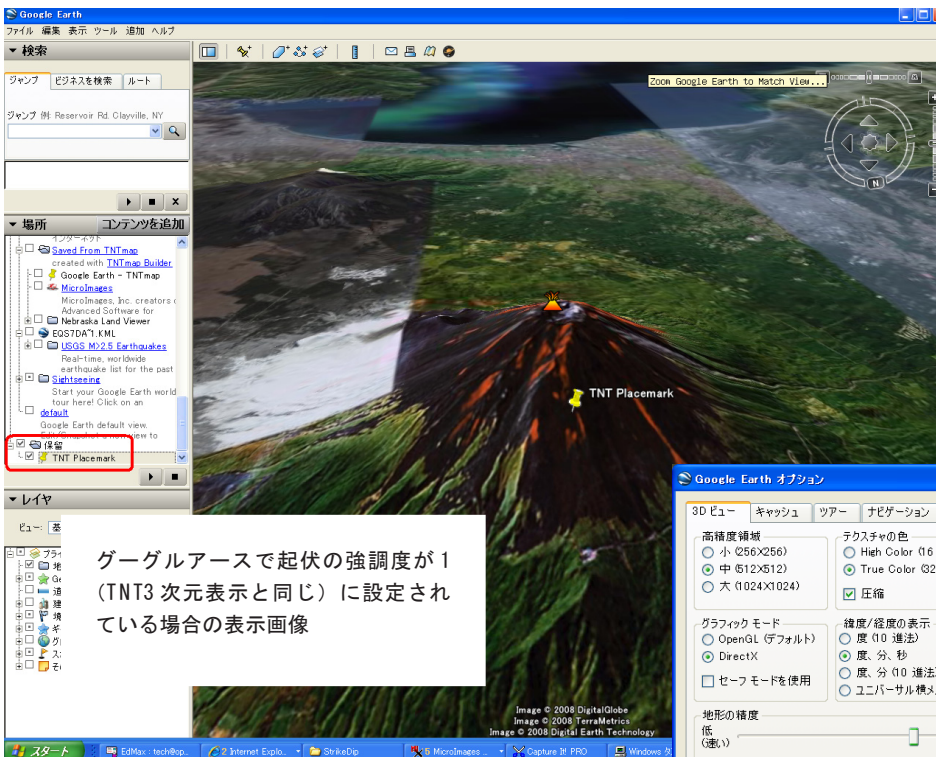 Google Earth
ファイル 編集 表示 ツール 追加 ヘルプ
検索
ジャンプ ビジネスを検索 ルート
ジャンプ 例: Reservoir Rd. Clayville, NY
場所 コンテンツを追加
インターネット
Saved From TNTmap
created with TNTmap Builder
Google Earth - TNTmap
MicroImages
MicroImages, Inc. creators
Advanced Software for
Nebraska Land Viewer
EQS7DA~1.KML
USGS M>2.5 Earthquakes
Real-time, worldwide
earthquake list for the past
Sightseeing
Start your Google Earth world
tour here! Click on an
default
Google Earth default view.
view to
保留
TNT Placemark
レイヤ
ビュー:
Zoom Google Earth to Match View...
N
TNT Placemark
グーグルアースで起伏の強調度が1
(TNT3次元表示と同じ)に設定され
ている場合の表示画像
Image © 2008 DigitalGlobe
Image © 2008 TerraMetrics
Image © 2008 Digital Earth Technology
Google Earth オプション
3D ビュー キャッシュ ツアー ナビゲーション
高精度領域
小 (256X256)
中 (512X512)
大 (1024X1024)
テクスチャの色
High Color (16
True Color (32
圧縮
グラフィック モード
OpenGL (デフォルト)
DirectX
セーフ モードを使用
緯度/経度の表示
度 (10 進法)
度、分、秒
度、分 (10 進法
ユニバーサル横メ
地形の精度
低
(速い)
スタート
EdMax : tech@op..
2 Internet Explo..
StrikeDip
5 MicroImages ..
Capture It! PRO
Windows